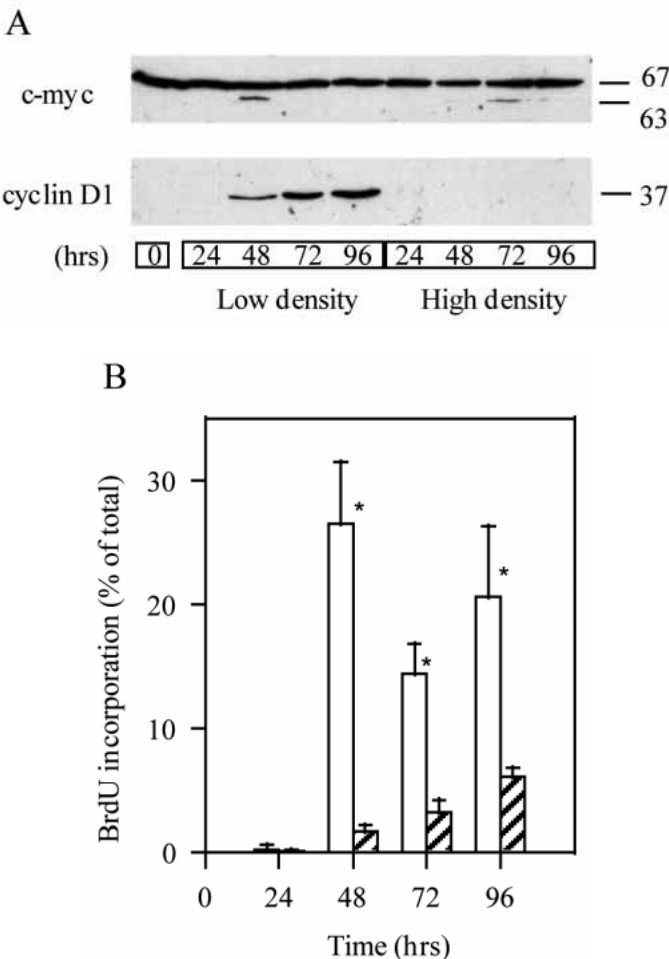 A
c-myc
67
63
cyclin D1
37
(hrs) 0 24 48 72 96 24 48 72 96
Low density High density
B
BrdU incorporation (% of total)
30
20
10
0
* * *
0 24 48 72 96
Time (hrs)